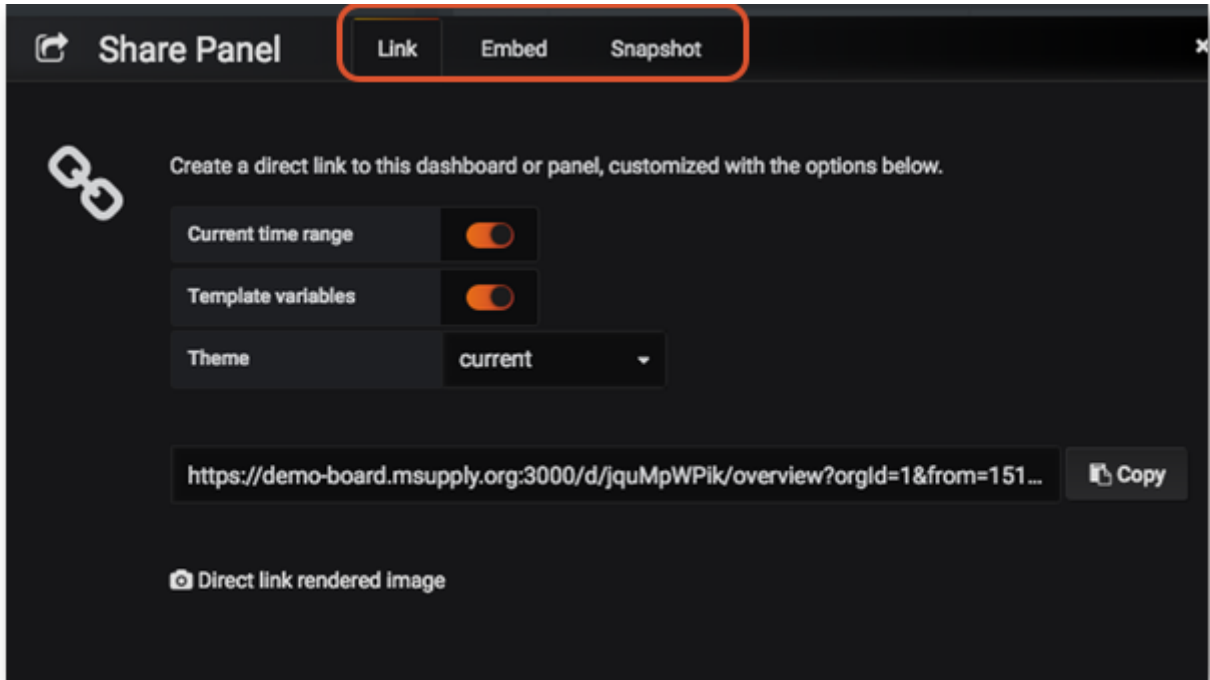 Share Panel Link Embed Snapshot
Create a direct link to this dashboard or panel, customized with the options below.
Current time range
Template variables
Theme current
https://demo-board.msupply.org:3000/d/jquMpWPik/overview?orgId=1&from=151...
Copy
Direct link rendered image